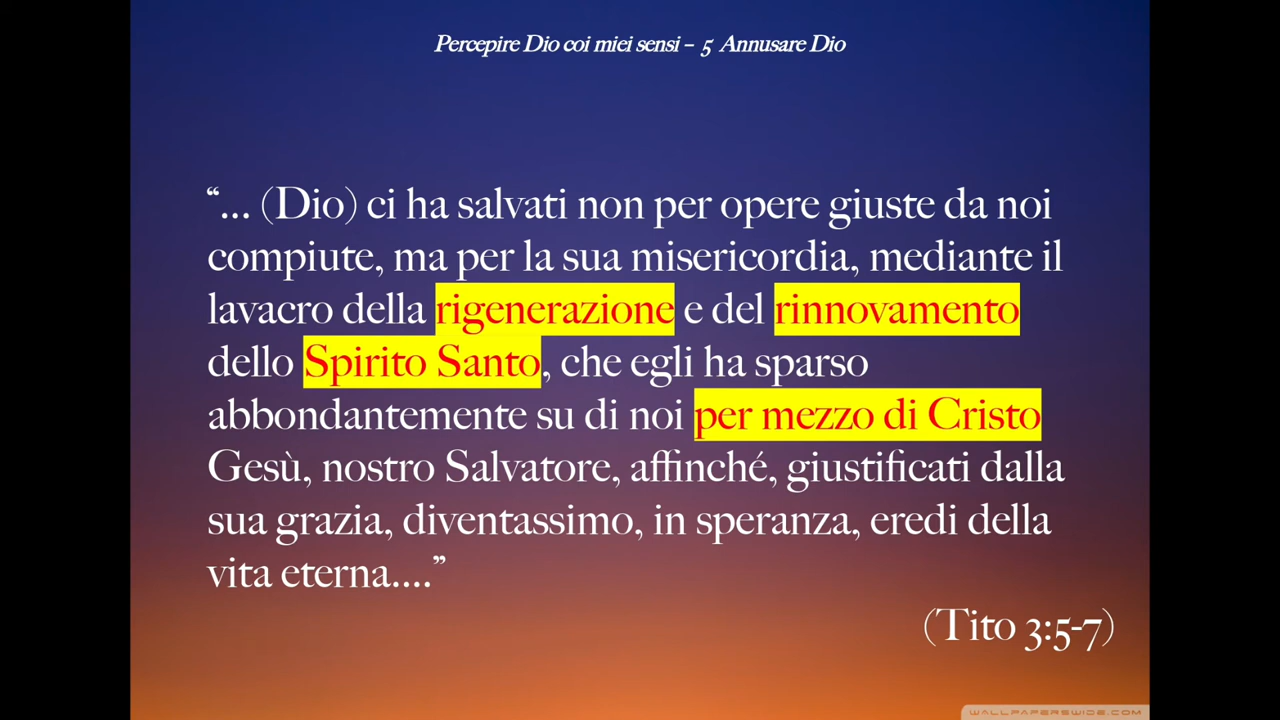 Percepire Dio coi miei sensi – 5 Annusare Dio
“... (Dio) ci ha salvati non per opere giuste da noi
compiute, ma per la sua misericordia, mediante il
lavacro della rigenerazione e del rinnovamento
dello Spirito Santo, che egli ha sparso
abbondantemente su di noi per mezzo di Cristo
Gesù, nostro Salvatore, affinché, giustificati dalla
sua grazia, diventassimo, in speranza, eredi della
vita eterna....”
(Tito 3:5-7)
WALLPAPERSWIDE.COM